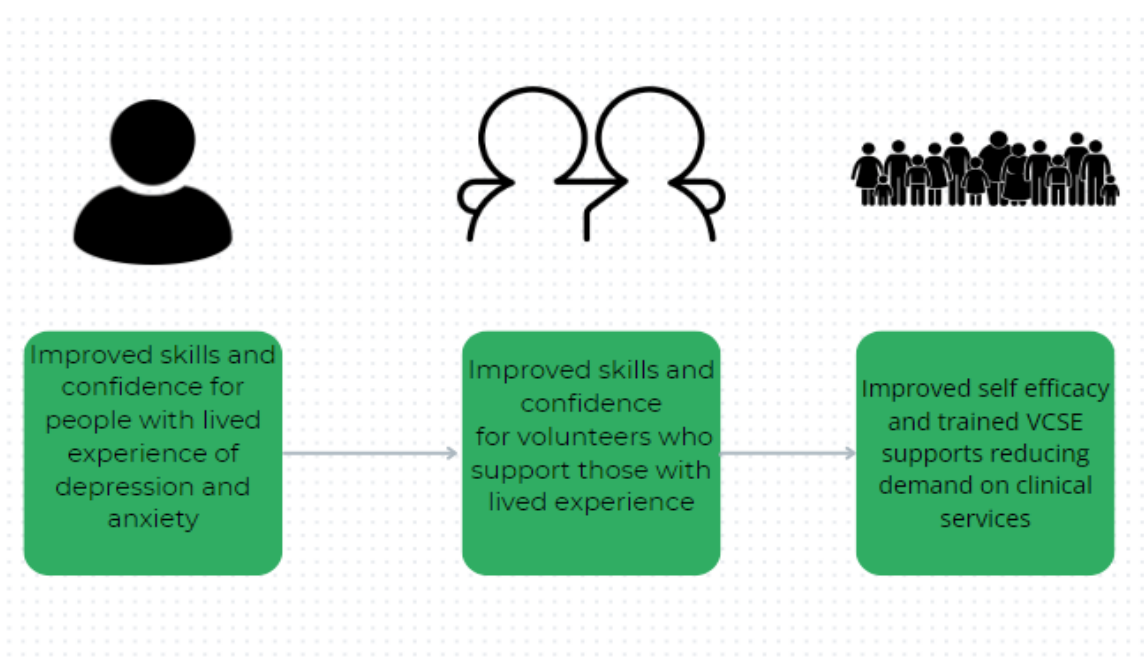 Improved skills and
confidence for
people with lived
experience of
depression and
anxiety
Improved skills and
confidence
for volunteers who
support those with
lived experience
Improved self efficacy
and trained VCSE
supports reducing
demand on clinical
services